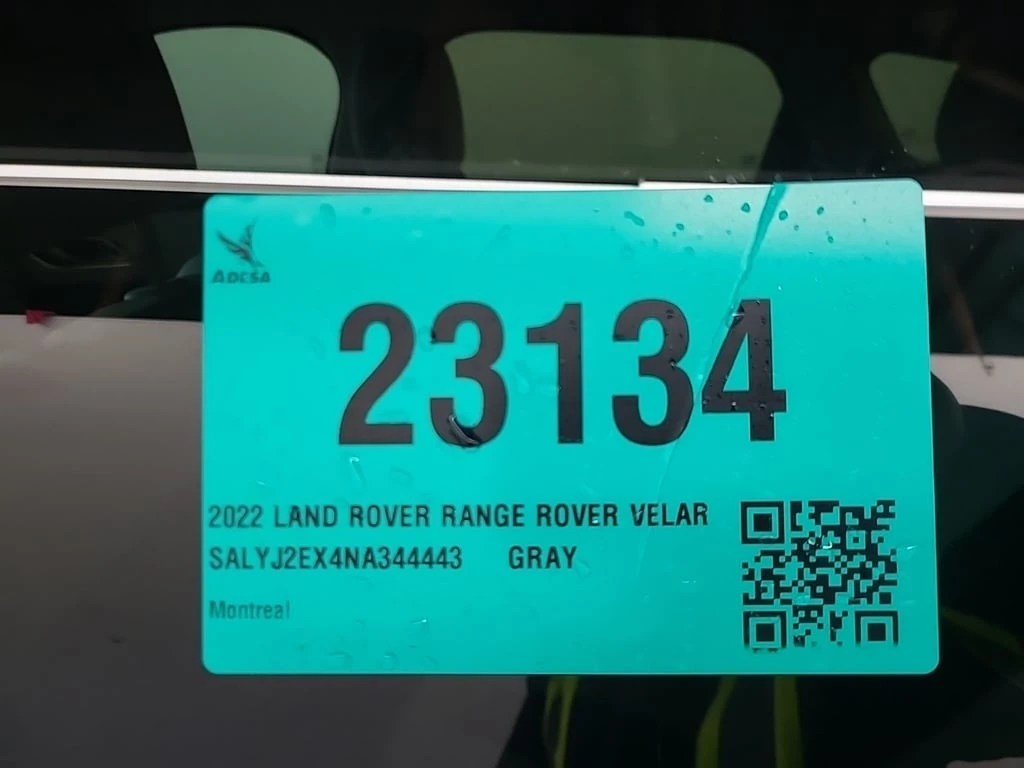 ADESA
23134
2022 LAND ROVER RANGE ROVER VELAR
SALYJ2EX4NA344443 GRAY
Montreal